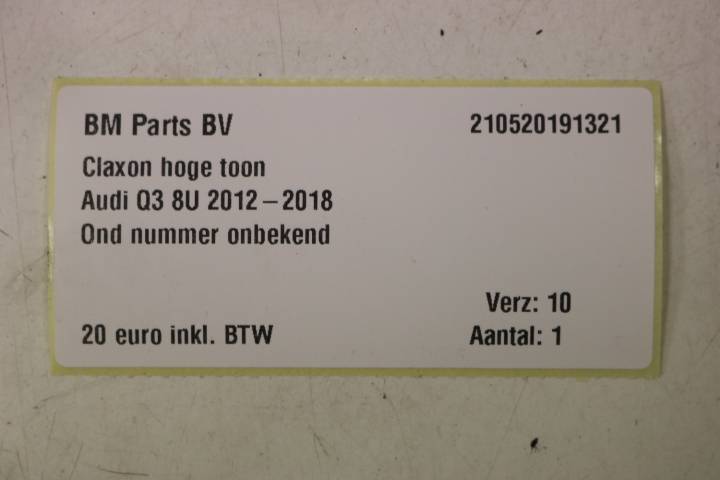 BM Parts BV 210520191321
Claxon hoge toon
Audi Q3 8U 2012–2018
Ond nummer onbekend
Verz: 10
20 euro inkl. BTW Aantal: 1